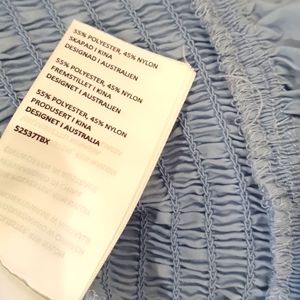 55% POLYESTER, 45% NYLON
SKAPAD I KINA
DESIGNAD I AUSTRALIEN
55% POLYESTER, 45% NYLON
FREMSTILLET I KINA
DESIGNET I AUSTRALIEN
55% POLYESTER, 45% NYLON
PRODUSERT I KINA
DESIGNET I AUSTRALIA
52537TBX